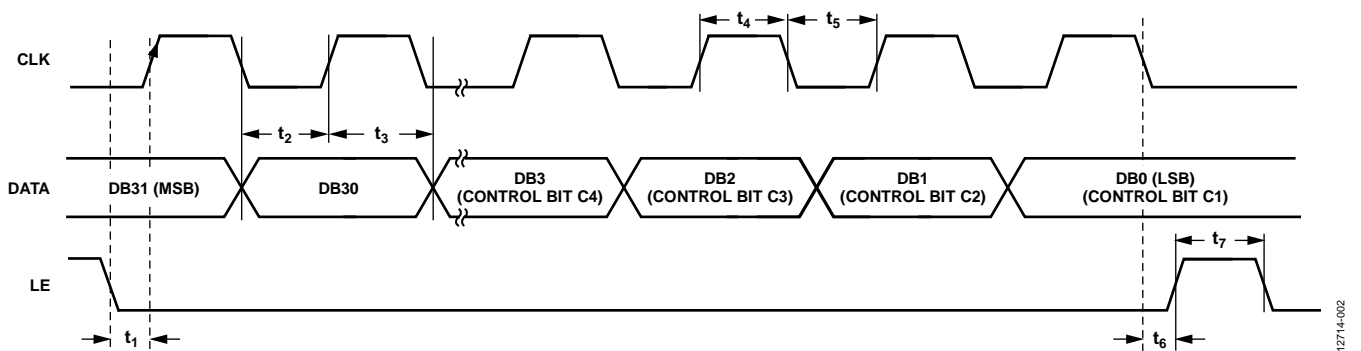 t4
t5
CLK
t2
t3
DATA
DB31 (MSB)
DB30
DB3
(CONTROL BIT C4)
DB2
(CONTROL BIT C3)
DB1
(CONTROL BIT C2)
DB0 (LSB)
(CONTROL BIT C1)
t7
LE
t1
t6
12714-002